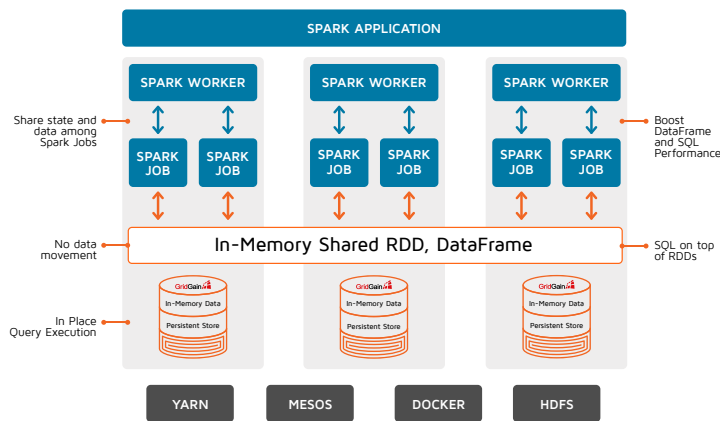 SPARK APPLICATION
SPARK WORKER
SPARK WORKER
SPARK WORKER
Share state and
data among
Spark Jobs
Boost
DataFrame
and SQL
Performance
SPARK
JOB
SPARK
JOB
SPARK
JOB
SPARK
JOB
SPARK
JOB
SPARK
JOB
No data
movement
In-Memory Shared RDD, DataFrame
SQL on top
of RDDs
In Place
Query Execution
GridGain
In-Memory Data
Persistent Store
GridGain
In-Memory Data
Persistent Store
GridGain
In-Memory Data
Persistent Store
YARN
MESOS
DOCKER
HDFS